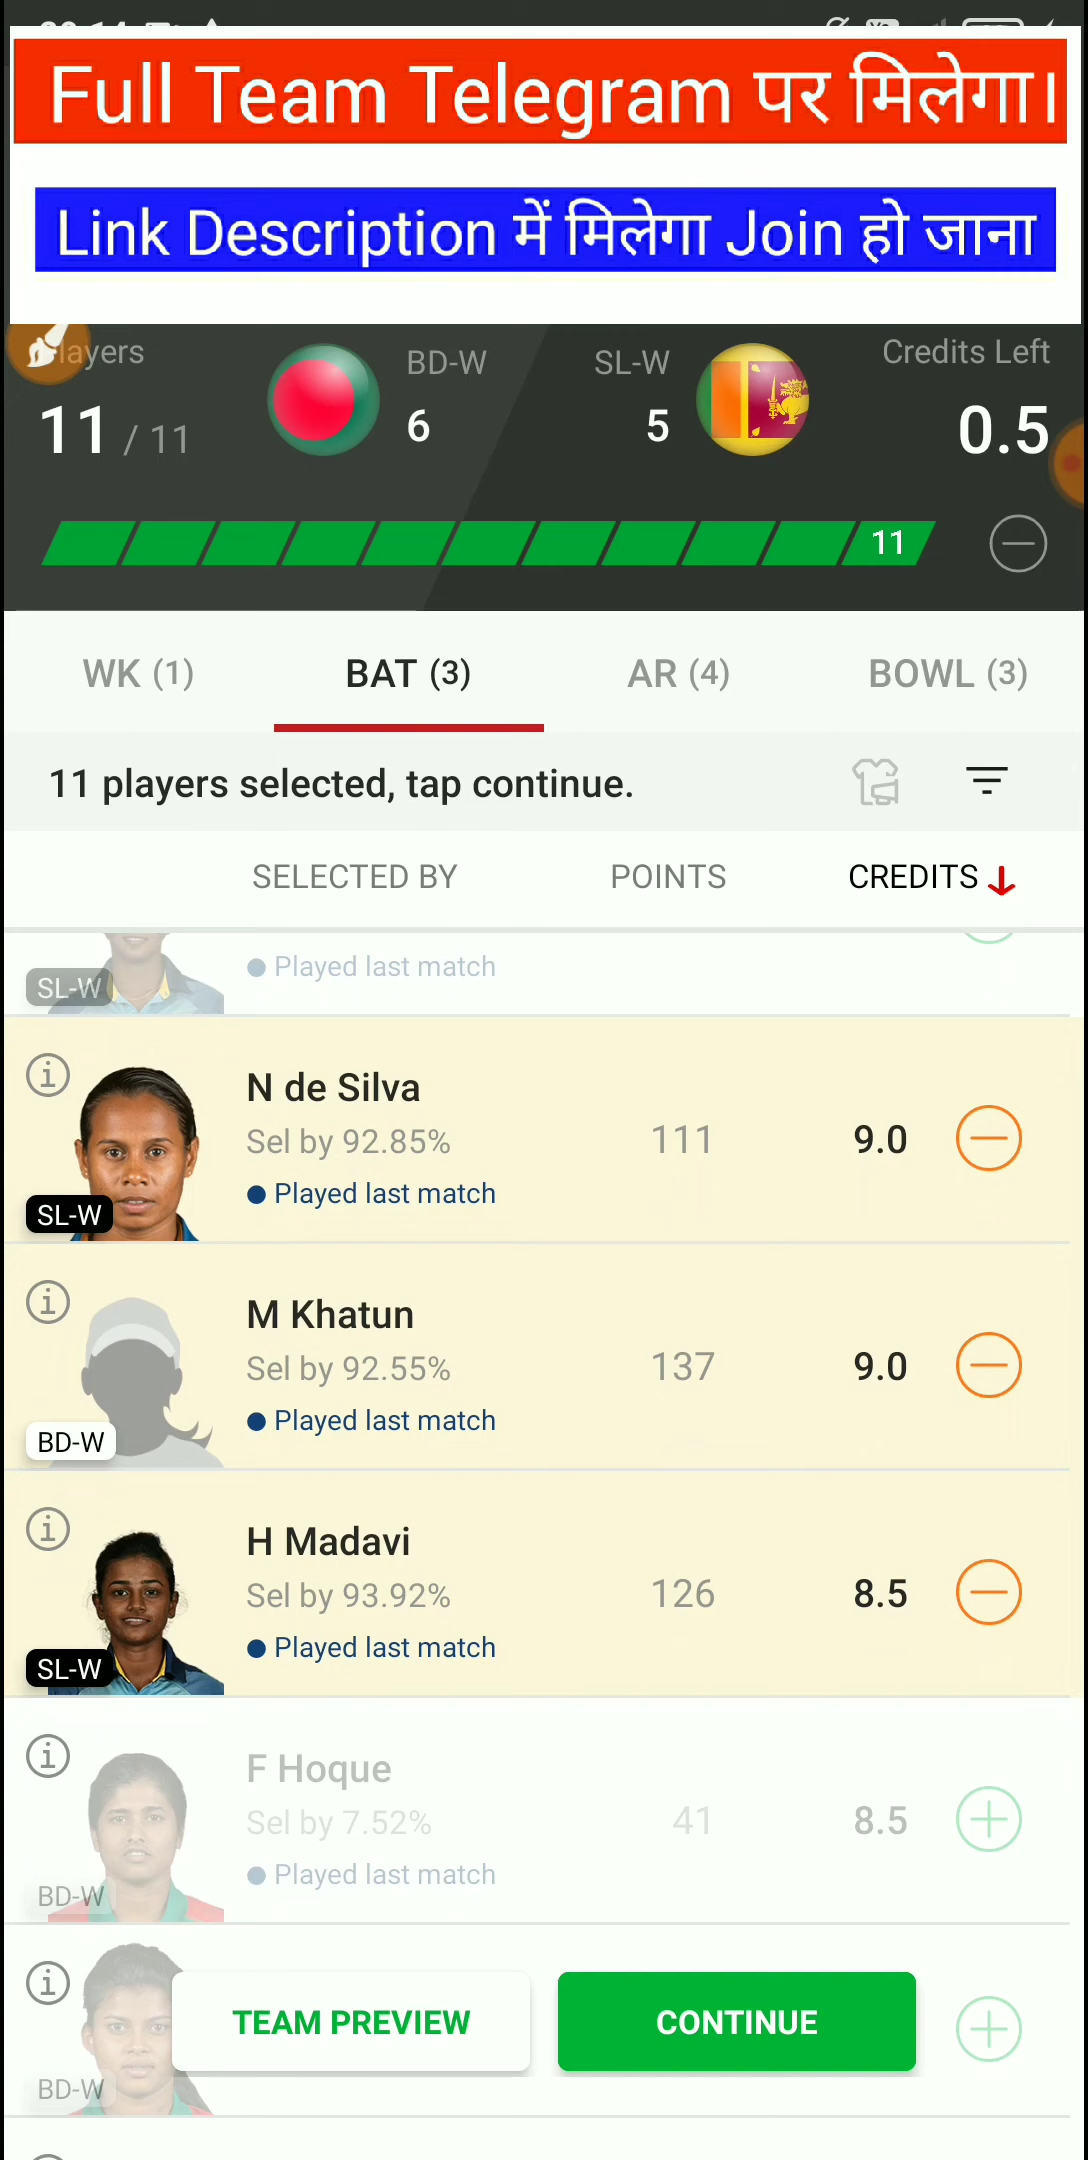 Full Team Telegram पर मिलेगा।
Link Description में मिलेगा Join हो जाना
BD-W SL-W Credits Left
11 / 11 6 5 0.5
11
WK (1) BAT (3) AR (4) BOWL (3)
11 players selected, tap continue.
SELECTED BY POINTS CREDITS
Played last match
SL-W
N de Silva
Sel by 92.85% 111 9.0
Played last match
SL-W
M Khatun
Sel by 92.55% 137 9.0
Played last match
BD-W
H Madavi
Sel by 93.92% 126 8.5
Played last match
SL-W
F Hoque
Sel by 7.52% 41 8.5
Played last match
BD-W
TEAM PREVIEW CONTINUE
BD-W